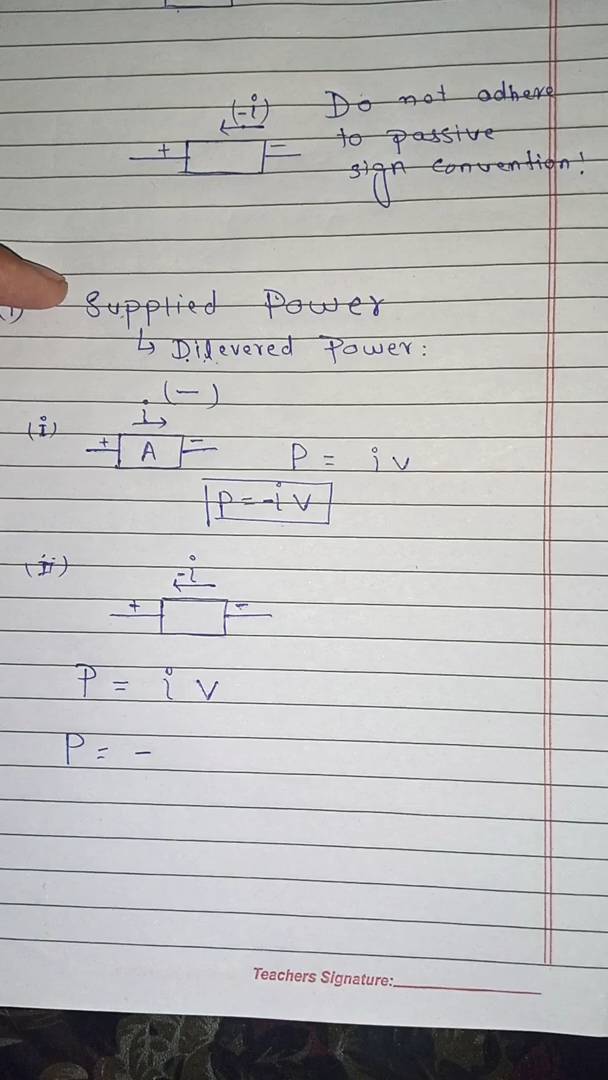 (-i)
Do not adhere
to passive
sign convention!
+ -
Supplied Power
↳ Dilevered Power:
(-)
(i)
i
+ A -
P = iv
P = -iv
(ii)
-i
+ -
P = i v
P = -
Teachers Signature: